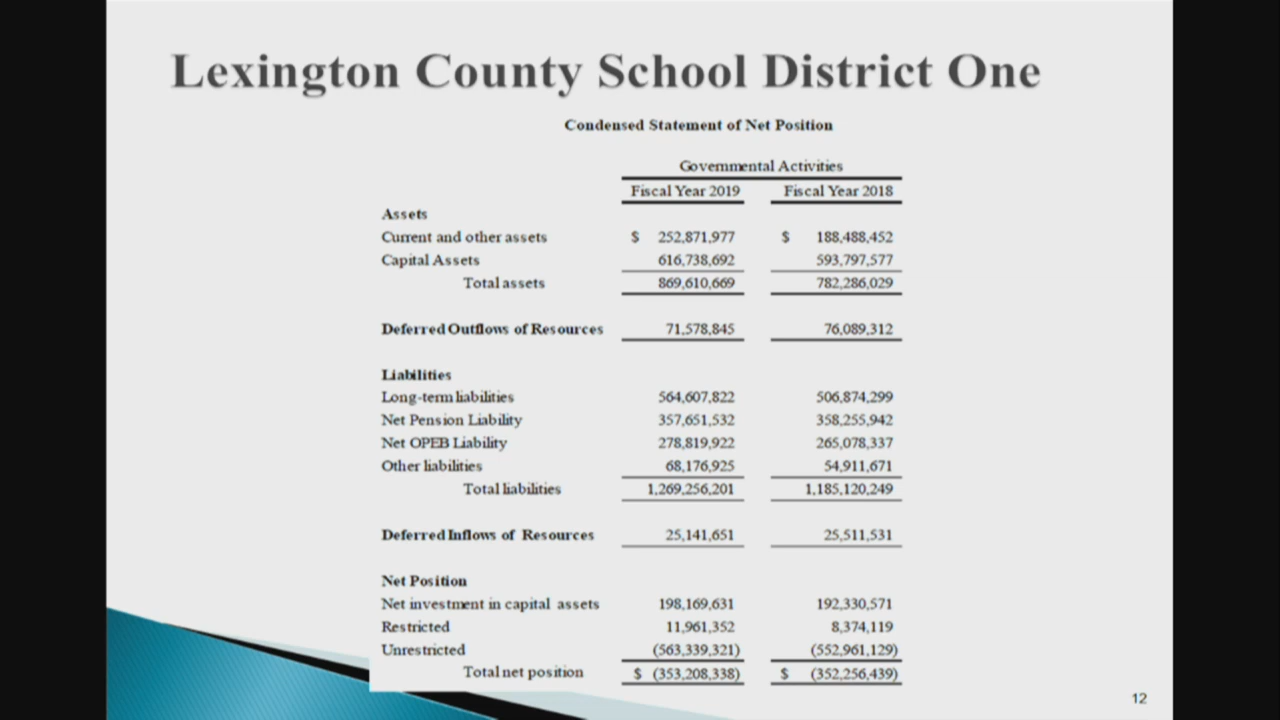 Lexington County School District One
Condensed Statement of Net Position
Governmental Activities
Fiscal Year 2019 Fiscal Year 2018
Assets
Current and other assets $ 252,871,977 $ 188,488,452
Capital Assets 616,738,692 593,797,577
Total assets 869,610,669 782,286,029
Deferred Outflows of Resources 71,578,845 76,089,312
Liabilities
Long-term liabilities 564,607,822 506,874,299
Net Pension Liability 357,651,532 358,255,942
Net OPEB Liability 278,819,922 265,078,337
Other liabilities 68,176,925 54,911,671
Total liabilities 1,269,256,201 1,185,120,249
Deferred Inflows of Resources 25,141,651 25,511,531
Net Position
Net investment in capital assets 198,169,631 192,330,571
Restricted 11,961,352 8,374,119
Unrestricted (563,339,321) (552,961,129)
Total net position $ (353,208,338) $ (352,256,439)
12